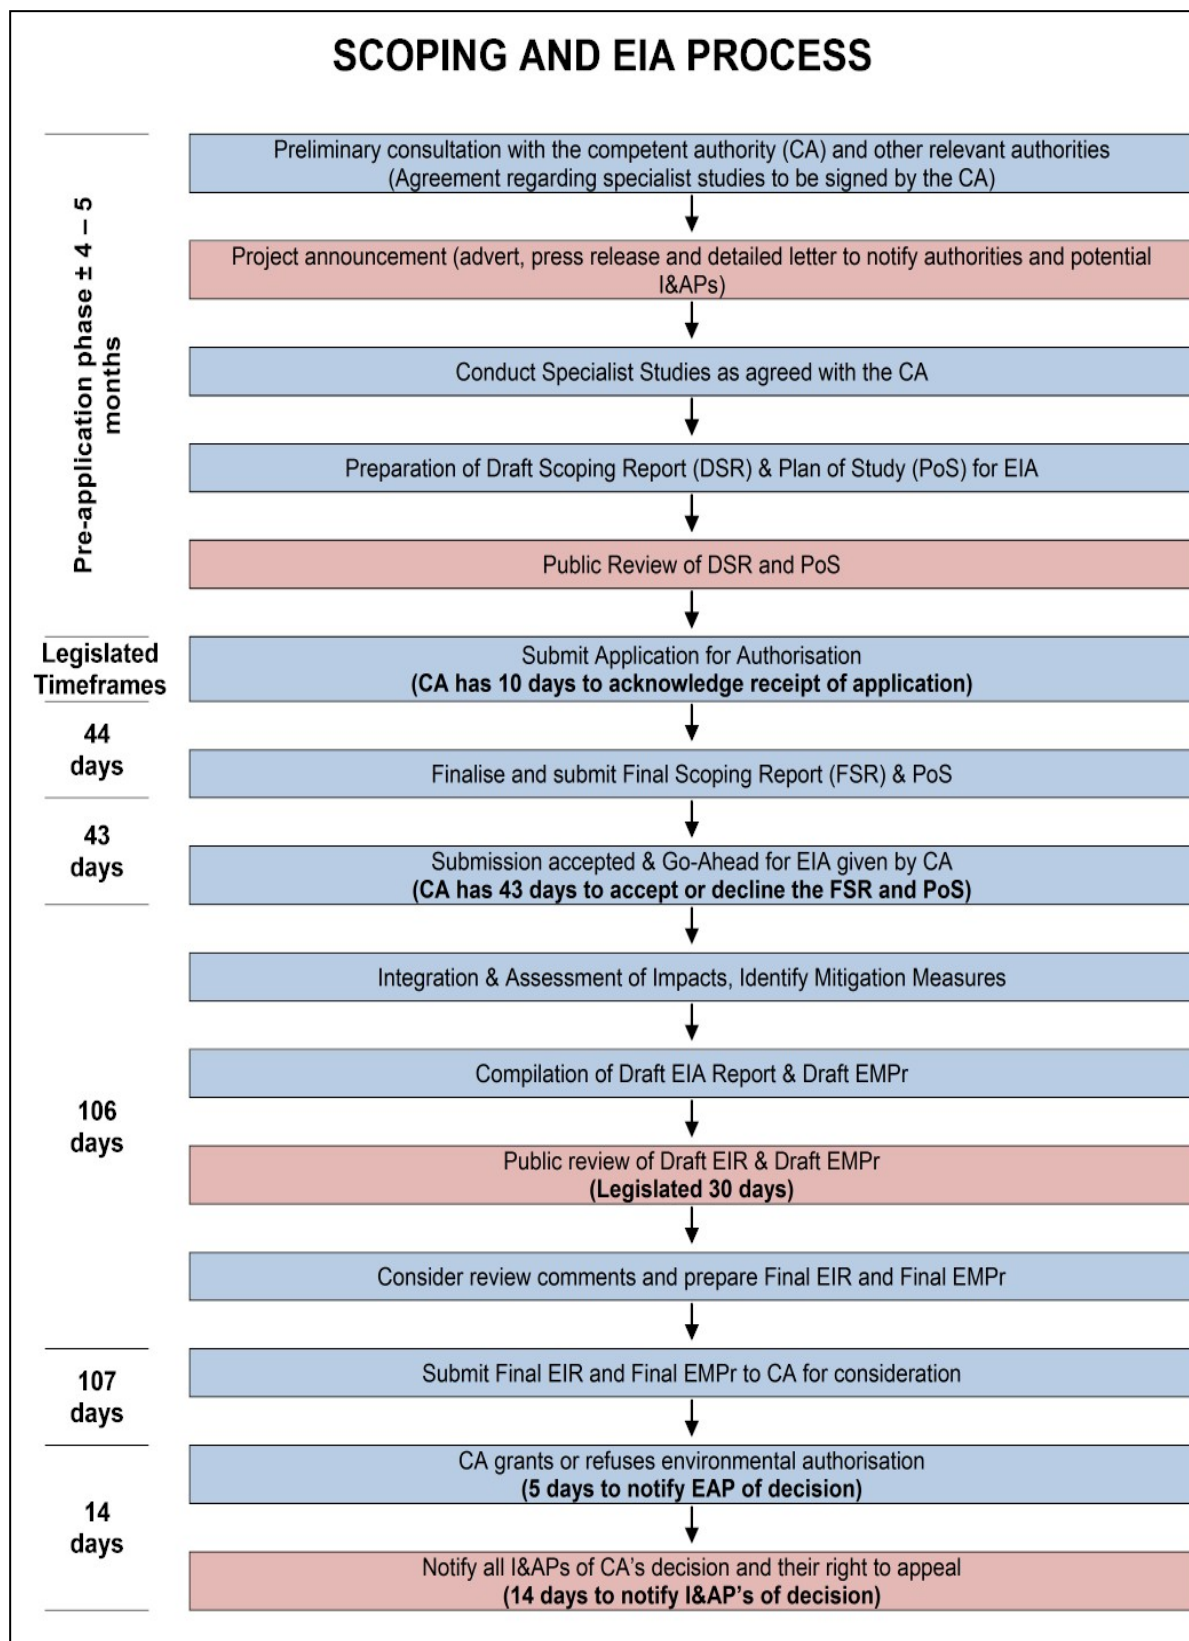 SCOPING AND EIA PROCESS
Pre-application phase ± 4 – 5
months
Preliminary consultation with the competent authority (CA) and other relevant authorities
(Agreement regarding specialist studies to be signed by the CA)
Project announcement (advert, press release and detailed letter to notify authorities and potential
I&APs)
Conduct Specialist Studies as agreed with the CA
Preparation of Draft Scoping Report (DSR) & Plan of Study (PoS) for EIA
Public Review of DSR and PoS
Legislated
Timeframes
Submit Application for Authorisation
(CA has 10 days to acknowledge receipt of application)
44
days
Finalise and submit Final Scoping Report (FSR) & PoS
43
days
Submission accepted & Go-Ahead for EIA given by CA
(CA has 43 days to accept or decline the FSR and PoS)
Integration & Assessment of Impacts, Identify Mitigation Measures
Compilation of Draft EIA Report & Draft EMPr
106
days
Public review of Draft EIR & Draft EMPr
(Legislated 30 days)
Consider review comments and prepare Final EIR and Final EMPr
107
days
Submit Final EIR and Final EMPr to CA for consideration
CA grants or refuses environmental authorisation
(5 days to notify EAP of decision)
14
days
Notify all I&APs of CA's decision and their right to appeal
(14 days to notify I&AP's of decision)